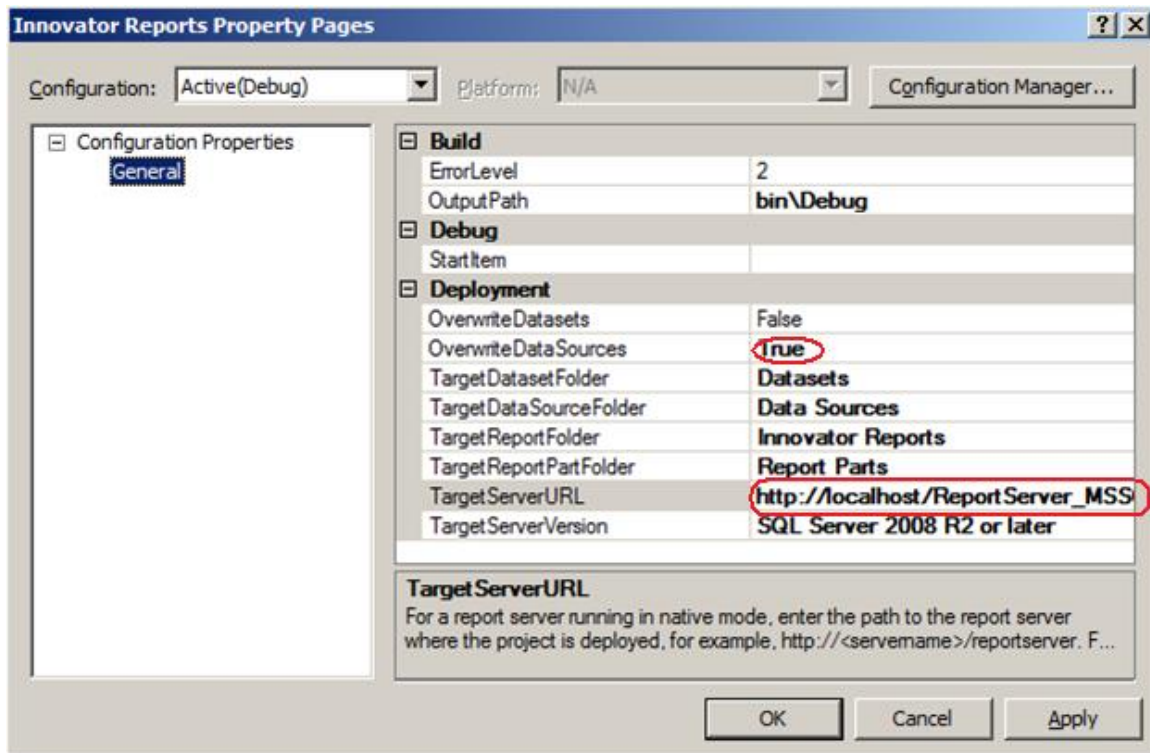 Innovator Reports Property Pages
Configuration: Active(Debug) Platform: N/A Configuration Manager...
Configuration Properties
General
Build
ErrorLevel 2
OutputPath bin\Debug
Debug
StartItem
Deployment
OverwriteDatasets False
OverwriteDataSources True
TargetDatasetFolder Datasets
TargetDataSourceFolder Data Sources
TargetReportFolder Innovator Reports
TargetReportPartFolder Report Parts
TargetServerURL http://localhost/ReportServer_MSS
TargetServerVersion SQL Server 2008 R2 or later
TargetServerURL
For a report server running in native mode, enter the path to the report server
where the project is deployed, for example, http://<servername>/reportserver. F...
OK Cancel Apply